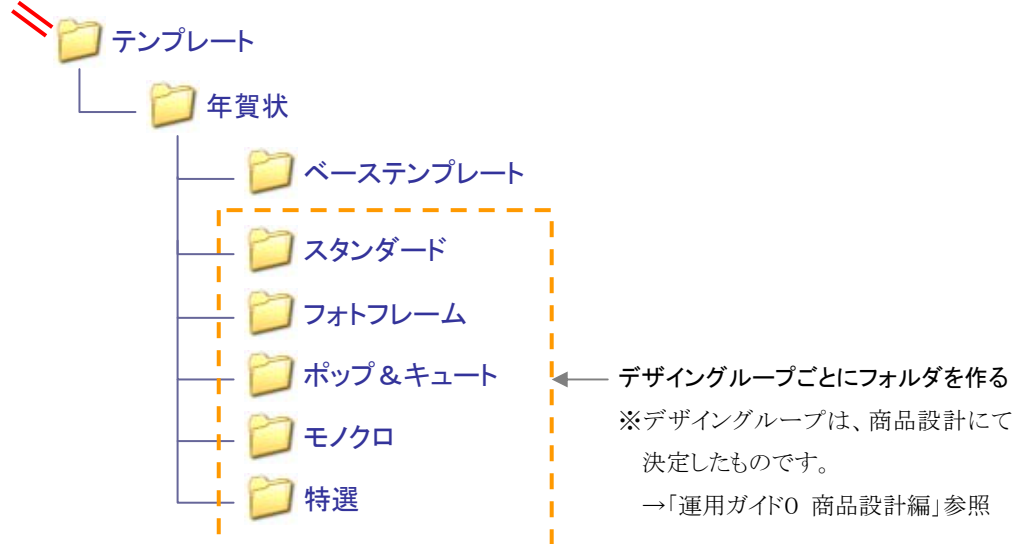 テンプレート
年賀状
ベーステンプレート
スタンダード
フォトフレーム
ポップ＆キュート
モノクロ
特選
デザイングループごとにフォルダを作る
※デザイングループは、商品設計にて
決定したものです。
→「運用ガイド０ 商品設計編」参照